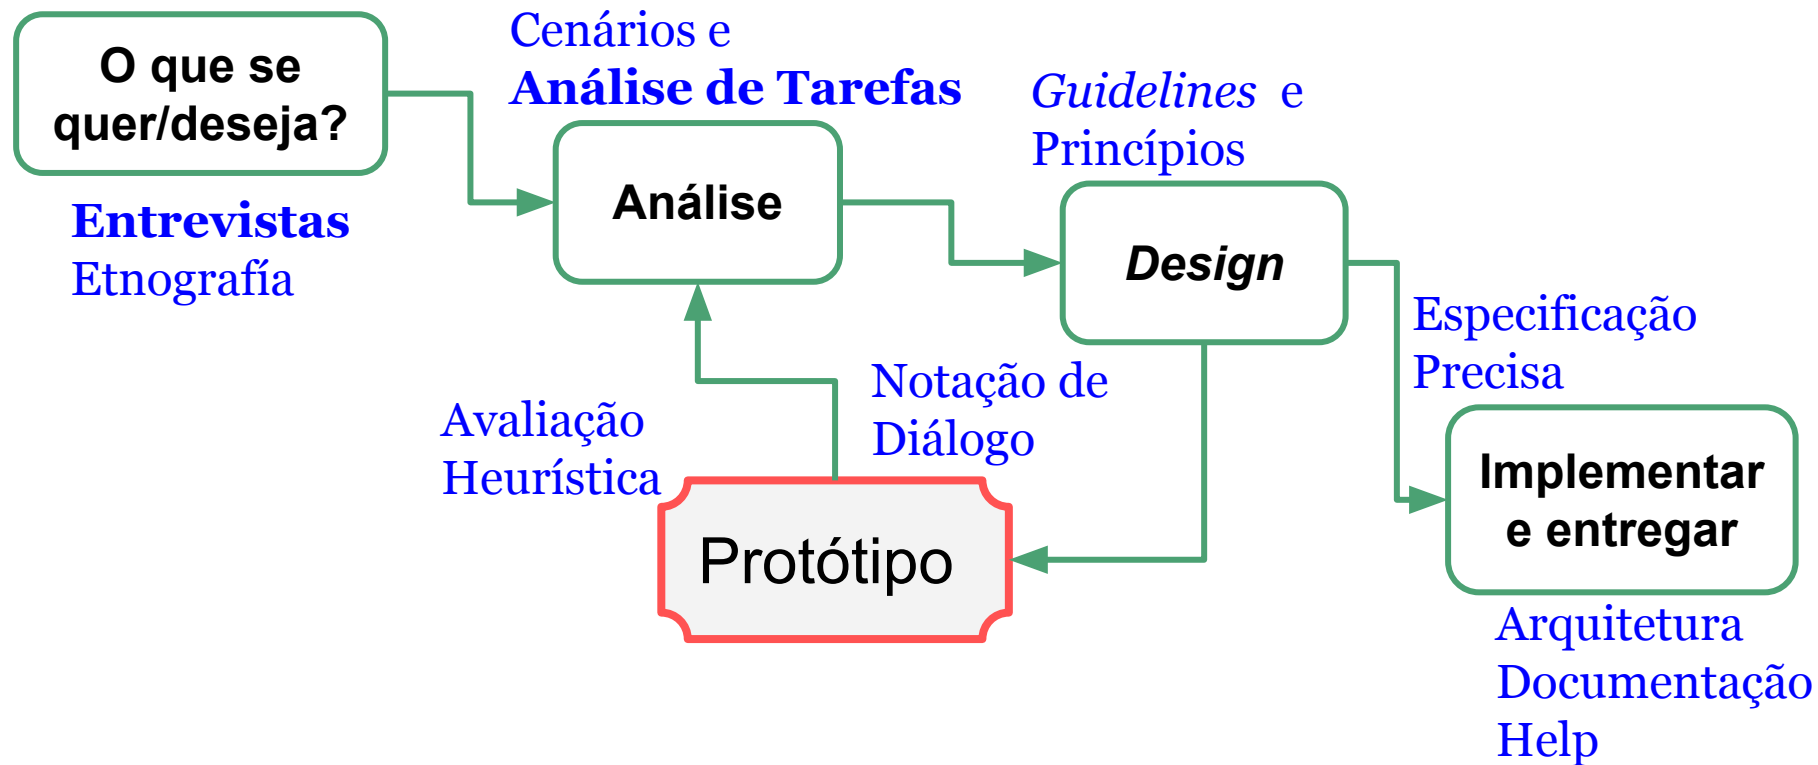 O que se
quer/deseja?
Entrevistas
Etnografía
Cenários e
Análise de Tarefas
Análise
Guidelines e
Princípios
Design
Especificação
Precisa
Avaliação
Heurística
Notação de
Diálogo
Protótipo
Implementar
e entregar
Arquitetura
Documentação
Help